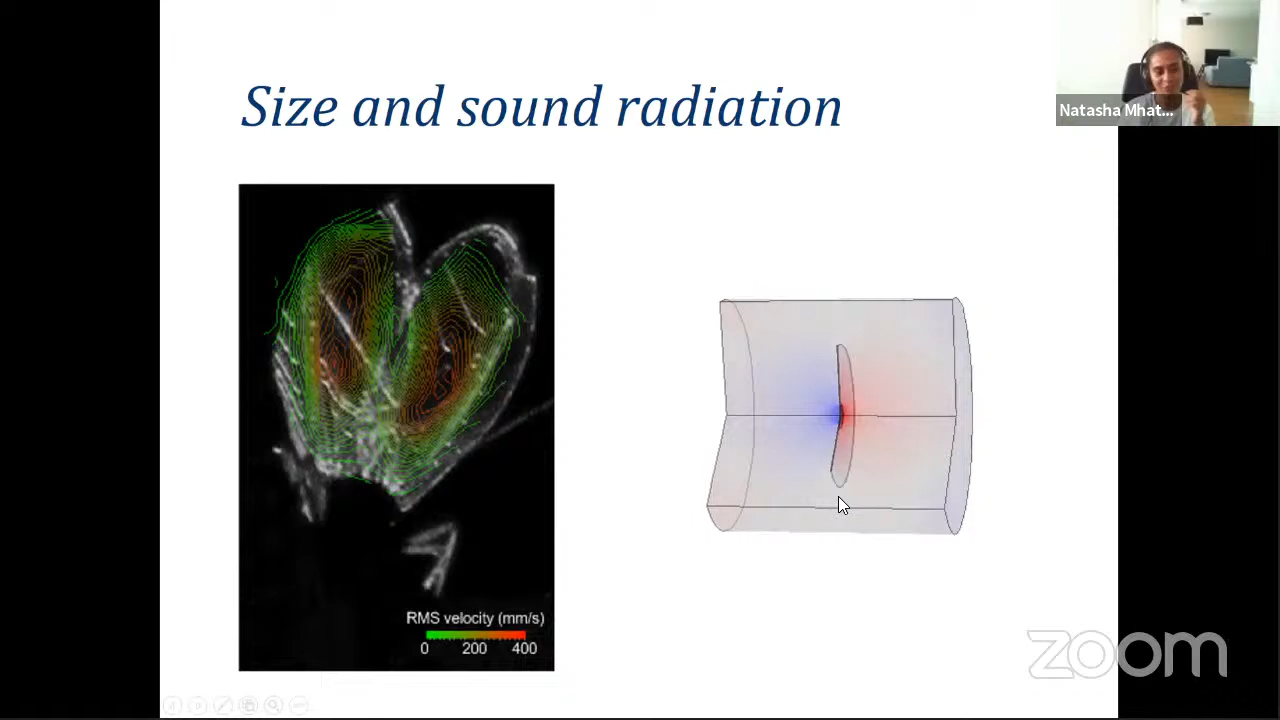 Size and sound radiation
Natasha Mhat...
RMS velocity (mm/s)
0 200 400
zoom